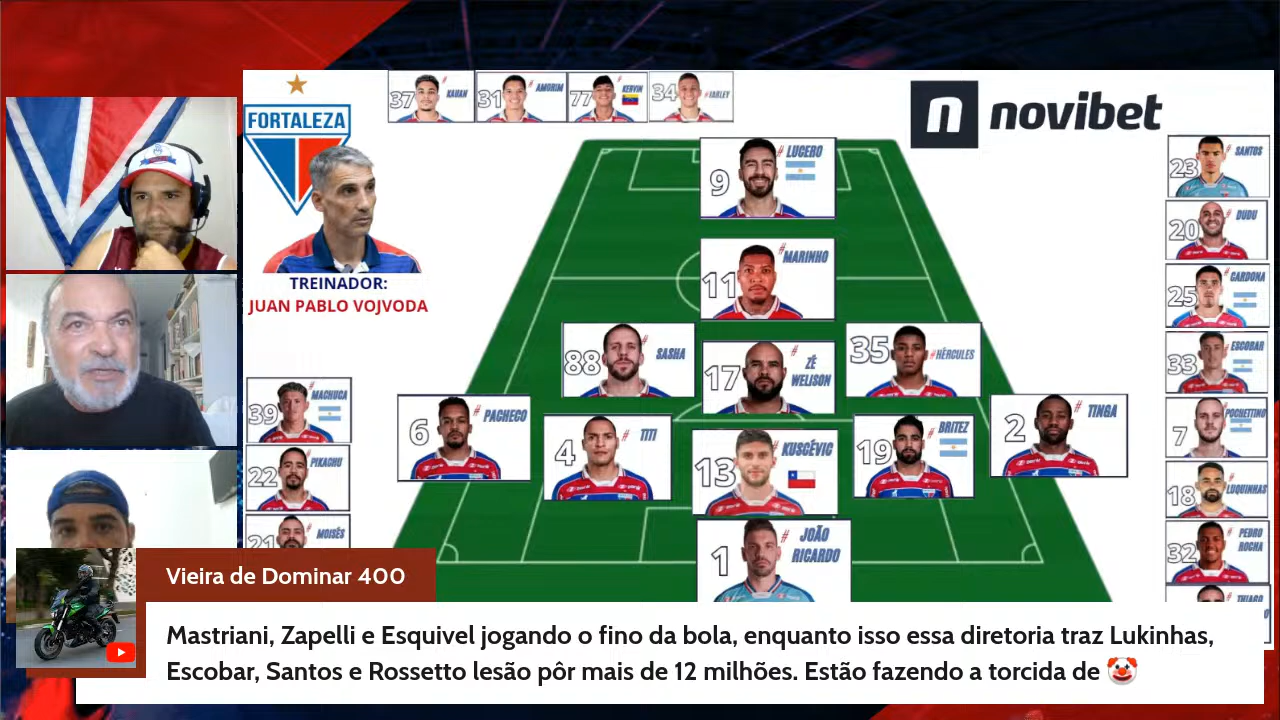 37 # KAUAN
31 # AMORIM
77 # KERVIN
34 # YARLEY
novibet
FORTALEZA
9 # LUCERO
23 # SANTOS
20 # DUDU
11 # MARINHO
TREINADOR:
JUAN PABLO VOJVODA
25 # CARDONA
88 # SASHA
17 # ZÉ WELISON
35 # HÉRCULES
33 # ESCOBAR
39 # MACHUCA
6 # PACHECO
4 # TITI
13 # KUSCÉVIC
19 # BRITEZ
2 # TINGA
7 # POCHETTINO
22 # PIKACHU
18 # LUQUINHAS
21 # MOISÉS
1 # JOÃO RICARDO
32 # PEDRO ROCHA
THIAGO
Vieira de Dominar 400
Mastriani, Zapelli e Esquivel jogando o fino da bola, enquanto isso essa diretoria traz Lukinhas,
Escobar, Santos e Rossetto lesão pôr mais de 12 milhões. Estão fazendo a torcida de 🤡